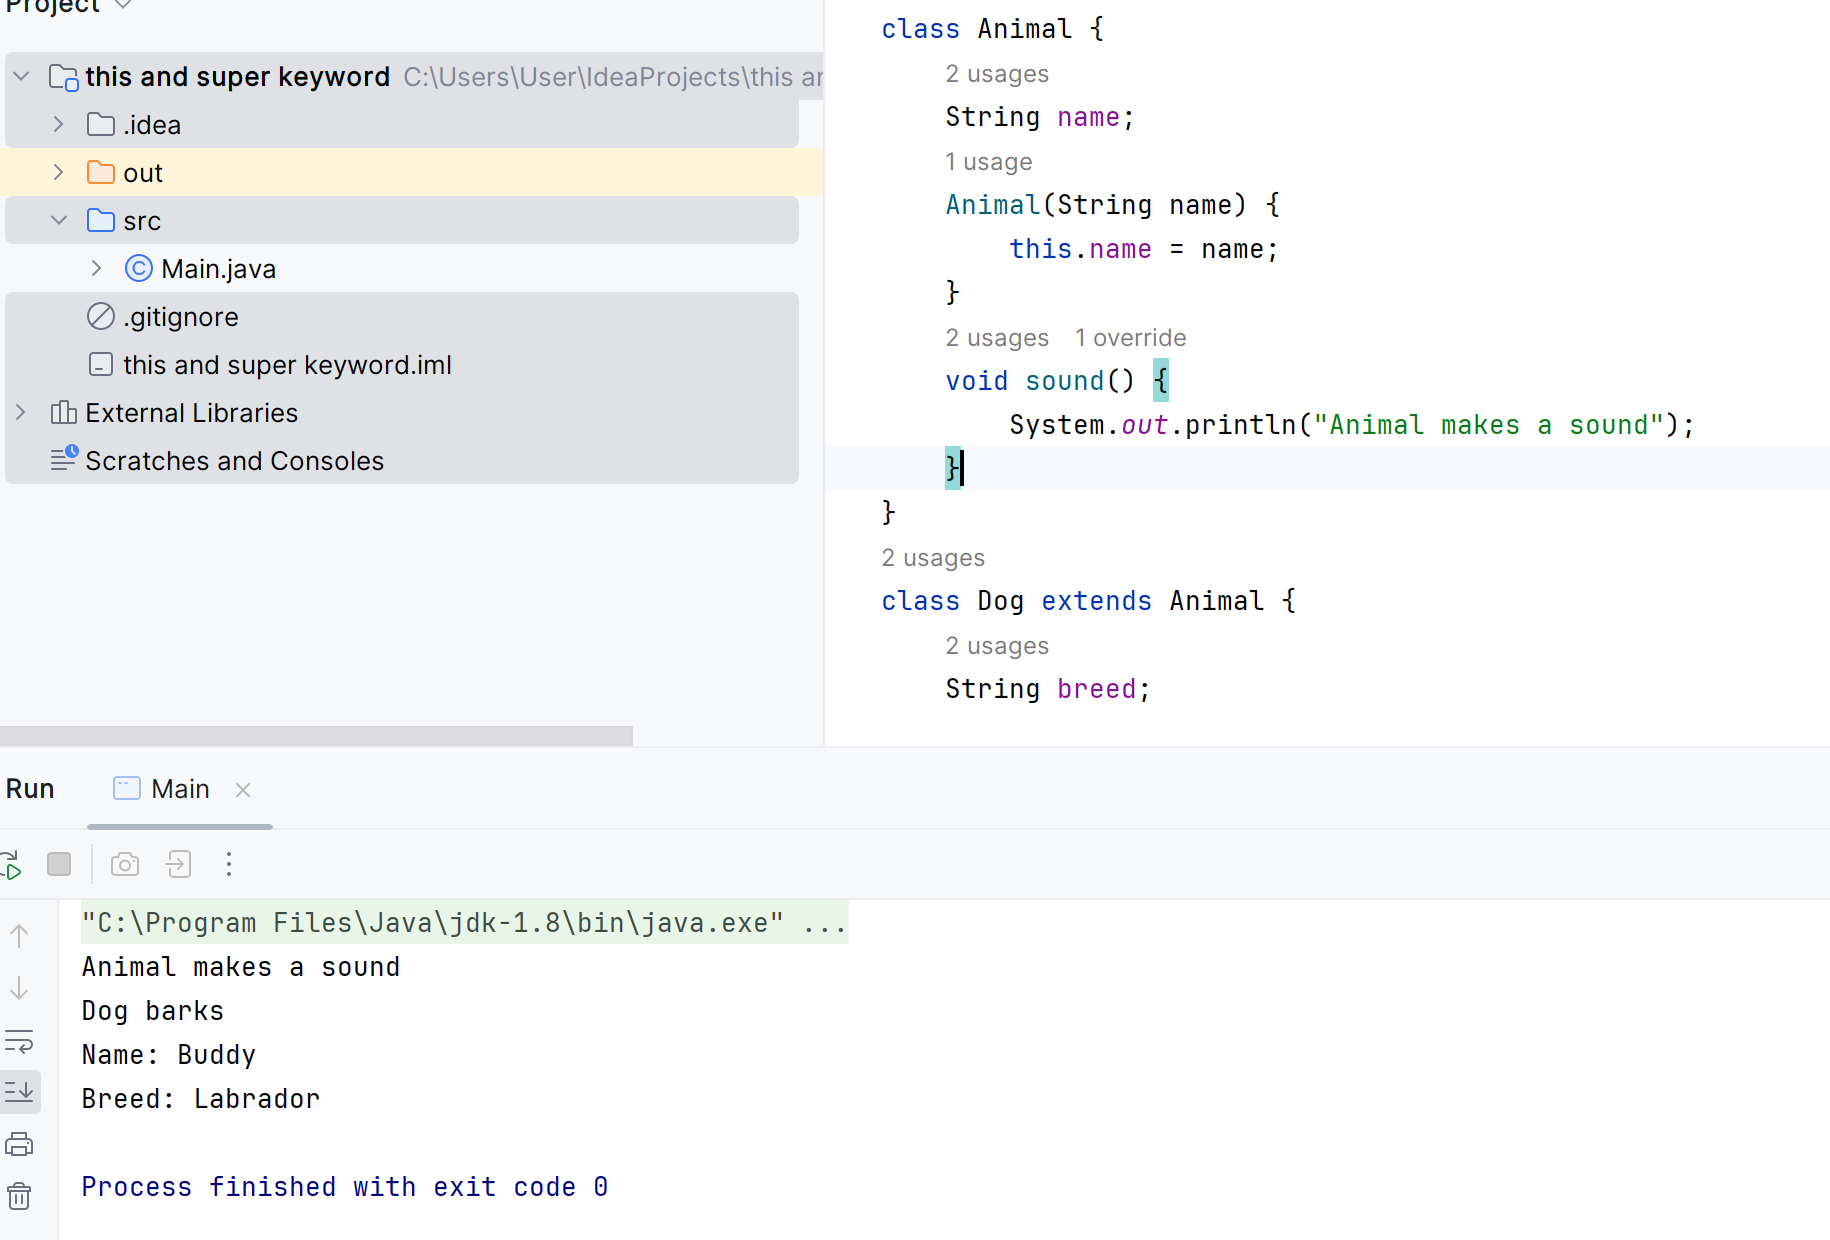 Project
this and super keyword C:\Users\User\IdeaProjects\this ar
.idea
out
src
Main.java
.gitignore
this and super keyword.iml
External Libraries
Scratches and Consoles
class Animal {
2 usages
String name;
1 usage
Animal(String name) {
this.name = name;
}
2 usages 1 override
void sound() {
System.out.println("Animal makes a sound");
}
}
2 usages
class Dog extends Animal {
2 usages
String breed;
Run Main
"C:\Program Files\Java\jdk-1.8\bin\java.exe" ...
Animal makes a sound
Dog barks
Name: Buddy
Breed: Labrador
Process finished with exit code 0